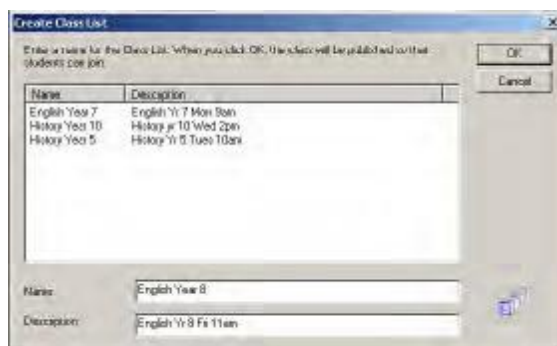 Create Class List
Enter a name for the Class List. When you click OK, the class will be published so that
students can join.
OK
Cancel
Name Description
English Year 7 English Yr 7 Mon 9am
History Year 10 History yr 10 Wed 2pm
History Year 5 History Yr 5 Tues 10am
Name: English Year 8
Description: English Yr 8 Fri 11am